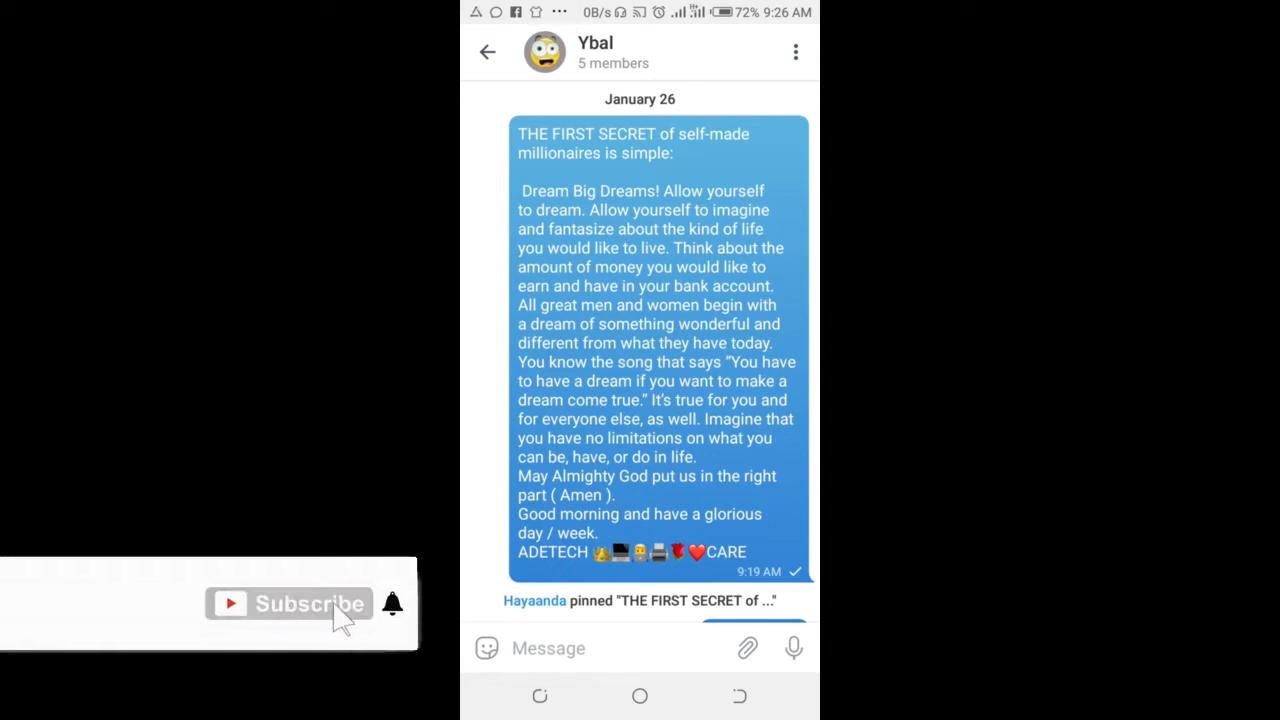 0B/s 72% 9:26 AM
Ybal
5 members
January 26
THE FIRST SECRET of self-made
millionaires is simple:
Dream Big Dreams! Allow yourself
to dream. Allow yourself to imagine
and fantasize about the kind of life
you would like to live. Think about the
amount of money you would like to
earn and have in your bank account.
All great men and women begin with
a dream of something wonderful and
different from what they have today.
You know the song that says “You have
to have a dream if you want to make a
dream come true.” It’s true for you and
for everyone else, as well. Imagine that
you have no limitations on what you
can be, have, or do in life.
May Almighty God put us in the right
part ( Amen ).
Good morning and have a glorious
day / week.
ADETECH 👑💻👨‍💼🖨️🌹❤️CARE
9:19 AM
Hayaanda pinned "THE FIRST SECRET of ..."
Message
Subscribe